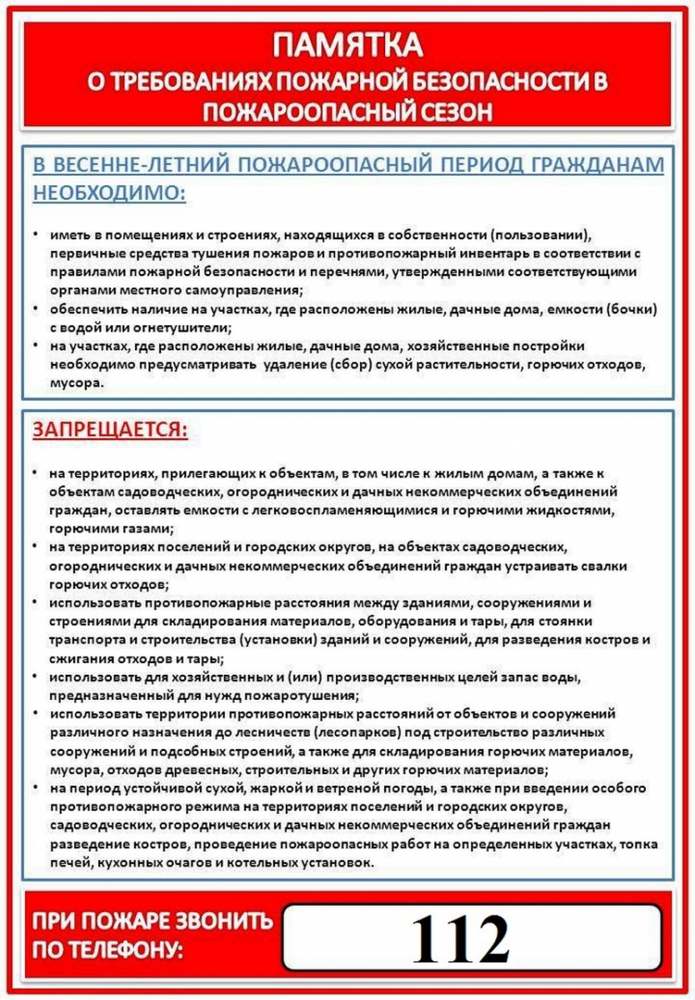 ПАМЯТКА
О ТРЕБОВАНИЯХ ПОЖАРНОЙ БЕЗОПАСНОСТИ В
ПОЖАРООПАСНЫЙ СЕЗОН
В ВЕСЕННЕ-ЛЕТНИЙ ПОЖАРООПАСНЫЙ ПЕРИОД ГРАЖДАНАМ
НЕОБХОДИМО:
• иметь в помещениях и строениях, находящихся в собственности (пользовании),
первичные средства тушения пожаров и противопожарный инвентарь в соответствии с
правилами пожарной безопасности и перечнями, утвержденными соответствующими
органами местного самоуправления;
• обеспечить наличие на участках, где расположены жилые, дачные дома, емкости (бочки)
с водой или огнетушители;
• на участках, где расположены жилые, дачные дома, хозяйственные постройки
необходимо предусматривать удаление (сбор) сухой растительности, горючих отходов,
мусора.
ЗАПРЕЩАЕТСЯ:
• на территориях, прилегающих к объектам, в том числе к жилым домам, а также к
объектам садоводческих, огороднических и дачных некоммерческих объединений
граждан, оставлять емкости с легковоспламеняющимися и горючими жидкостями,
горючими газами;
• на территориях поселений и городских округов, на объектах садоводческих,
огороднических и дачных некоммерческих объединений граждан устраивать свалки
горючих отходов;
• использовать противопожарные расстояния между зданиями, сооружениями и
строениями для складирования материалов, оборудования и тары, для стоянки
транспорта и строительства (установки) зданий и сооружений, для разведения костров и
сжигания отходов и тары;
• использовать для хозяйственных и (или) производственных целей запас воды,
предназначенный для нужд пожаротушения;
• использовать территории противопожарных расстояний от объектов и сооружений
различного назначения до лесничеств (лесопарков) под строительство различных
сооружений и подсобных строений, а также для складирования горючих материалов,
мусора, отходов древесных, строительных и других горючих материалов;
• на период устойчивой сухой, жаркой и ветреной погоды, а также при введении особого
противопожарного режима на территориях поселений и городских округов,
садоводческих, огороднических и дачных некоммерческих объединений граждан
разведение костров, проведение пожароопасных работ на определенных участках, топка
печей, кухонных очагов и котельных установок.
ПРИ ПОЖАРЕ ЗВОНИТЬ
ПО ТЕЛЕФОНУ:
112